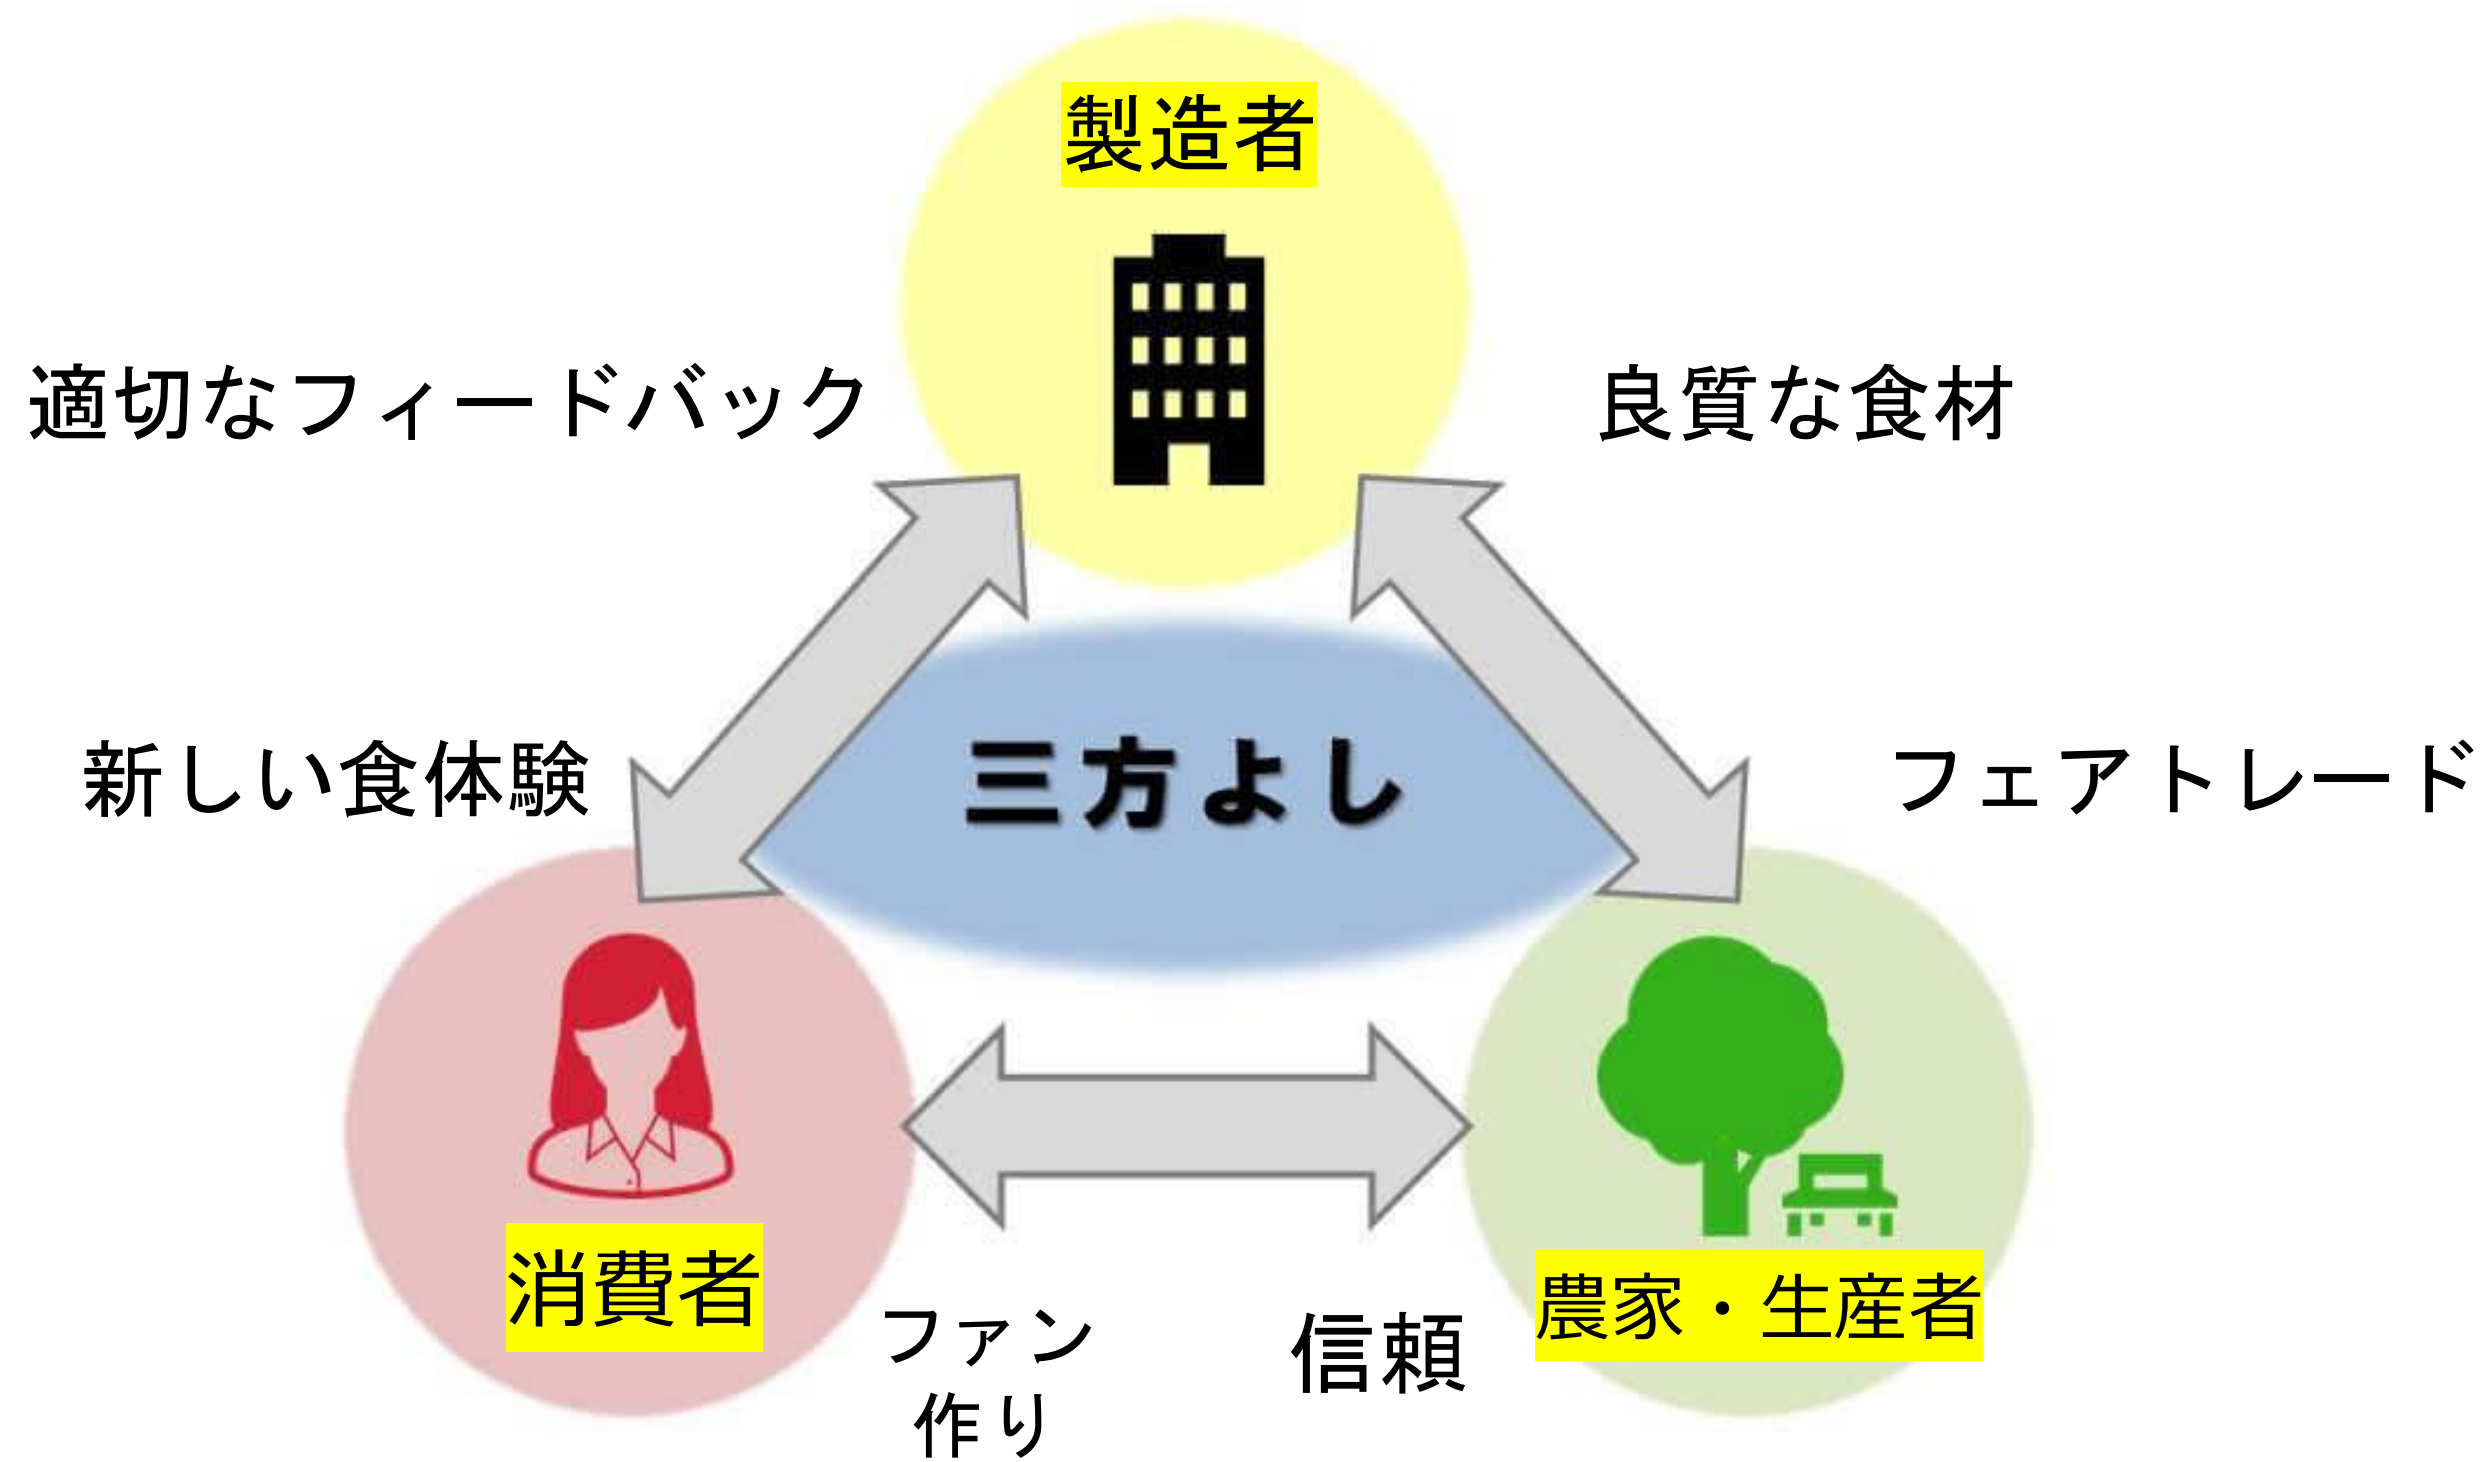 製造者
適切なフィードバック
良質な食材
新しい食体験
三方よし
フェアトレード
消費者
農家・生産者
ファン
作り
信頼